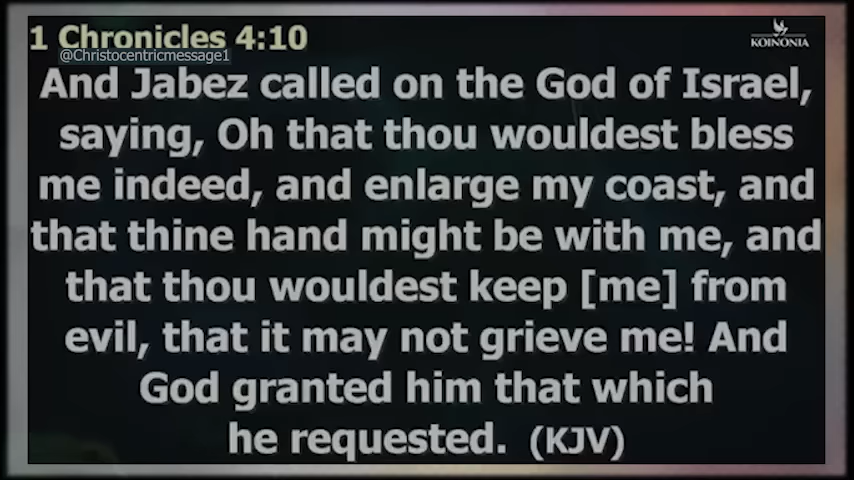 1 Chronicles 4:10
@Christocentricmessage1
KOINONIA
And Jabez called on the God of Israel,
saying, Oh that thou wouldest bless
me indeed, and enlarge my coast, and
that thine hand might be with me, and
that thou wouldest keep [me] from
evil, that it may not grieve me! And
God granted him that which
he requested. (KJV)